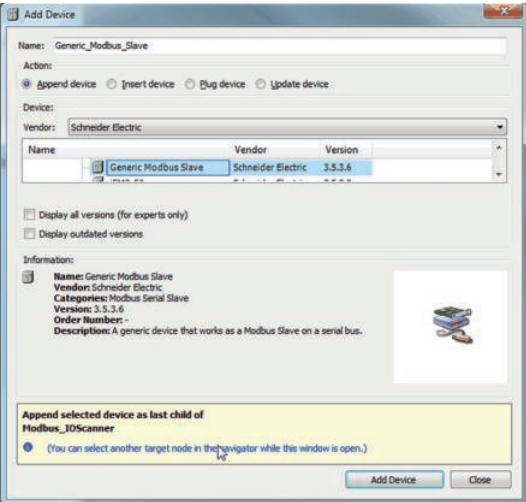 Add Device
Name: Generic_Modbus_Slave
Action:
Append device Insert device Plug device Update device
Device:
Vendor: Schneider Electric
Name Vendor Version
Generic Modbus Slave Schneider Electric 3.5.3.6
Display all versions (for experts only)
Display outdated versions
Information:
Name: Generic Modbus Slave
Vendor: Schneider Electric
Categories: Modbus Serial Slave
Version: 3.5.3.6
Order Number: -
Description: A generic device that works as a Modbus Slave on a serial bus.
Append selected device as last child of
Modbus_IOScanner
(You can select another target node in the navigator while this window is open.)
Add Device Close